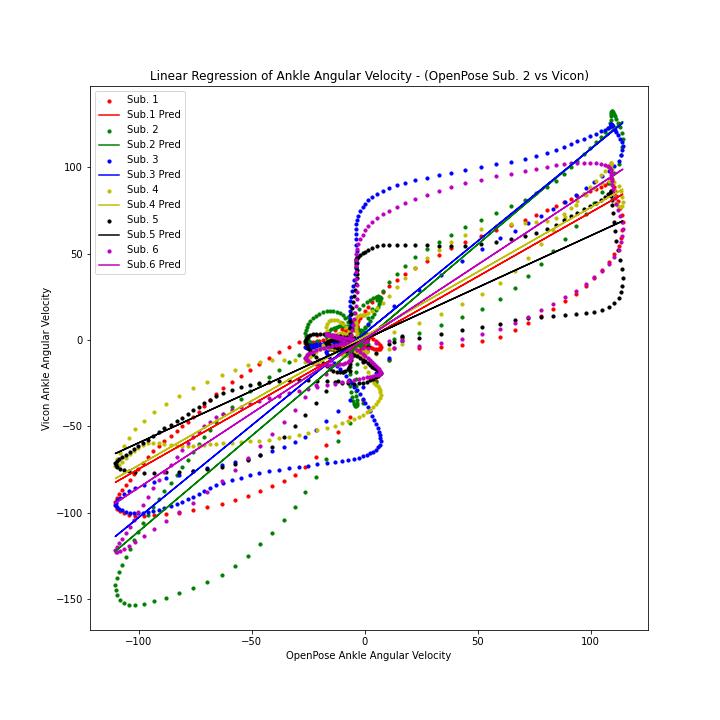 Linear Regression of Ankle Angular Velocity - (OpenPose Sub. 2 vs Vicon)
Sub. 1
Sub.1 Pred
Sub. 2
Sub.2 Pred
Sub. 3
Sub.3 Pred
Sub. 4
Sub.4 Pred
Sub. 5
Sub.5 Pred
Sub. 6
Sub.6 Pred
100
50
0
−50
−100
−150
Vicon Ankle Angular Velocity
−100 −50 0 50 100
OpenPose Ankle Angular Velocity